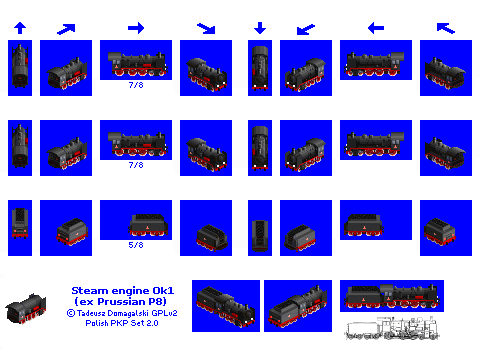 7/8
7/8
5/8
Steam engine Ok1
(ex Prussian P8)
© Tadeusz Domagalski GPLv2
Polish PKP Set 2.0